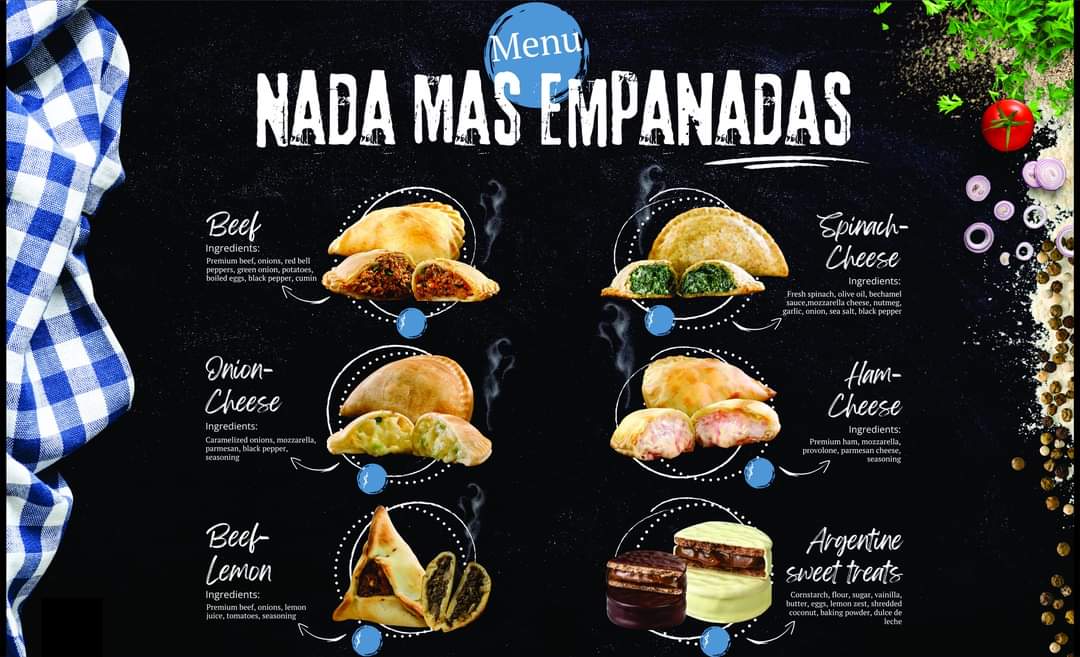 Menu
NADA MAS EMPANADAS
Beef
Ingredients:
Premium beef, onions, red bell
peppers, green onion, potatoes,
boiled eggs, black pepper, cumin
Spinach-
Cheese
Ingredients:
Fresh spinach, olive oil, bechamel
sauce,mozzarella cheese, nutmeg,
garlic, onion, sea salt, black pepper
Onion-
Cheese
Ingredients:
Caramelized onions, mozzarella,
parmesan, black pepper,
seasoning
Ham-
Cheese
Ingredients:
Premium ham, mozzarella,
provolone, parmesan cheese,
seasoning
Beef-
Lemon
Ingredients:
Premium beef, onions, lemon
juice, tomatoes, seasoning
Argentine
sweet treats
Cornstarch, flour, sugar, vainilla,
butter, eggs, lemon zest, shredded
coconut, baking powder, dulce de
leche